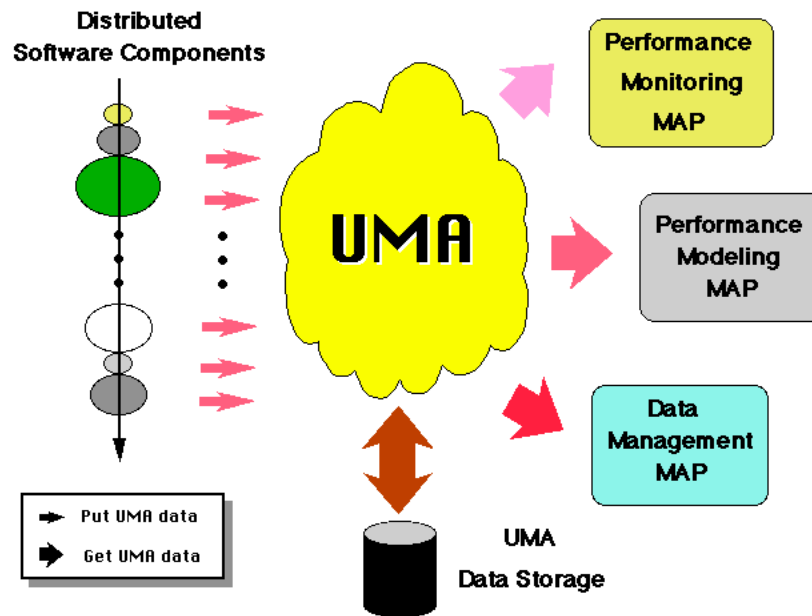 Distributed
Software Components
Performance
Monitoring
MAP
UMA
Performance
Modeling
MAP
Data
Management
MAP
Put UMA data
Get UMA data
UMA
Data Storage